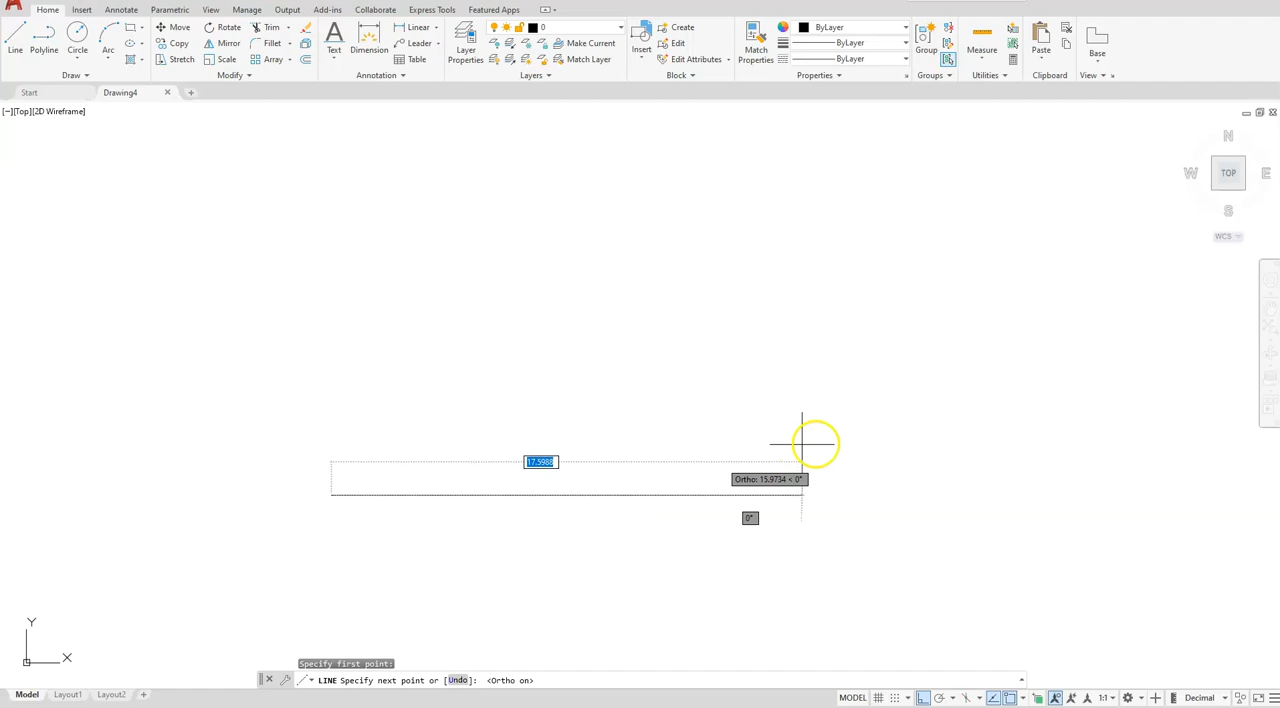 Home Insert Annotate Parametric View Manage Output Add-ins Collaborate Express Tools Featured Apps
Line Polyline Circle Arc Move Rotate Trim Text Dimension Linear Layer Properties 0 Insert Create Match Properties ByLayer Group Measure Paste Base
Copy Mirror Fillet Leader Make Current Edit ByLayer
Stretch Scale Array Table Match Layer Edit Attributes ByLayer
Draw Modify Annotation Layers Block Properties Groups Utilities Clipboard View
Start Drawing4
[−][Top][2D Wireframe]
N
W TOP E
S
WCS
17.5988
Ortho: 15.9734 < 0°
0°
Y
X
Specify first point:
LINE Specify next point or [Undo]: <Ortho on>
Model Layout1 Layout2 MODEL 1:1 Decimal